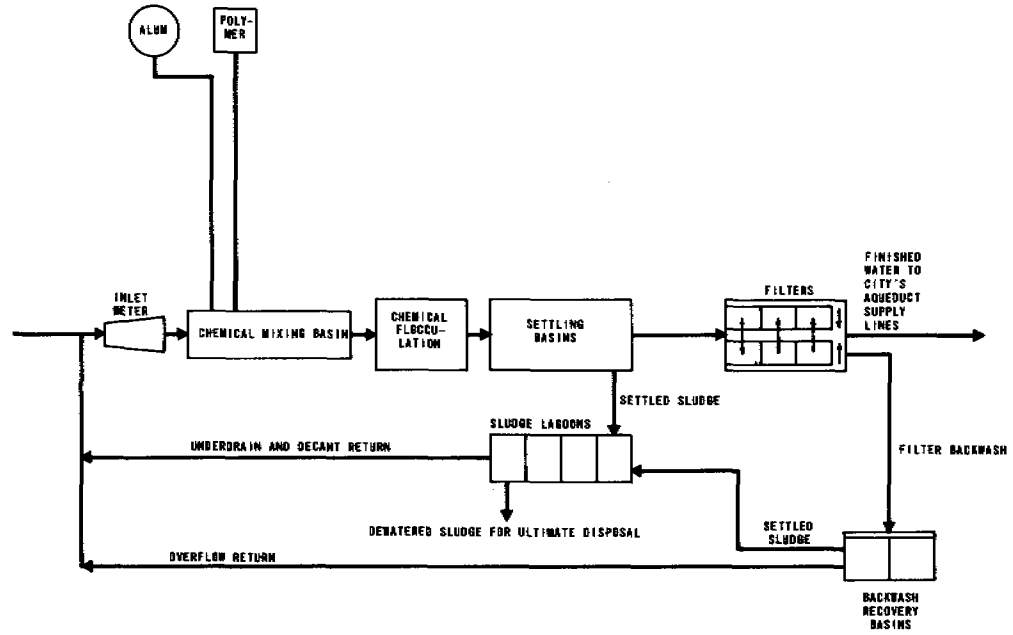 ALUM
POLY-
MER
FINISHED
WATER TO
CITY'S
AQUEDUCT
SUPPLY
LINES
INLET
METER
FILTERS
CHEMICAL MIXING BASIN
CHEMICAL
FLOCCU-
LATION
SETTLING
BASINS
SETTLED SLUDGE
SLUDGE LAGOONS
UNDERDRAIN AND DECANT RETURN
FILTER BACKWASH
DEWATERED SLUDGE FOR ULTIMATE DISPOSAL
SETTLED
SLUDGE
OVERFLOW RETURN
BACKWASH
RECOVERY
BASINS